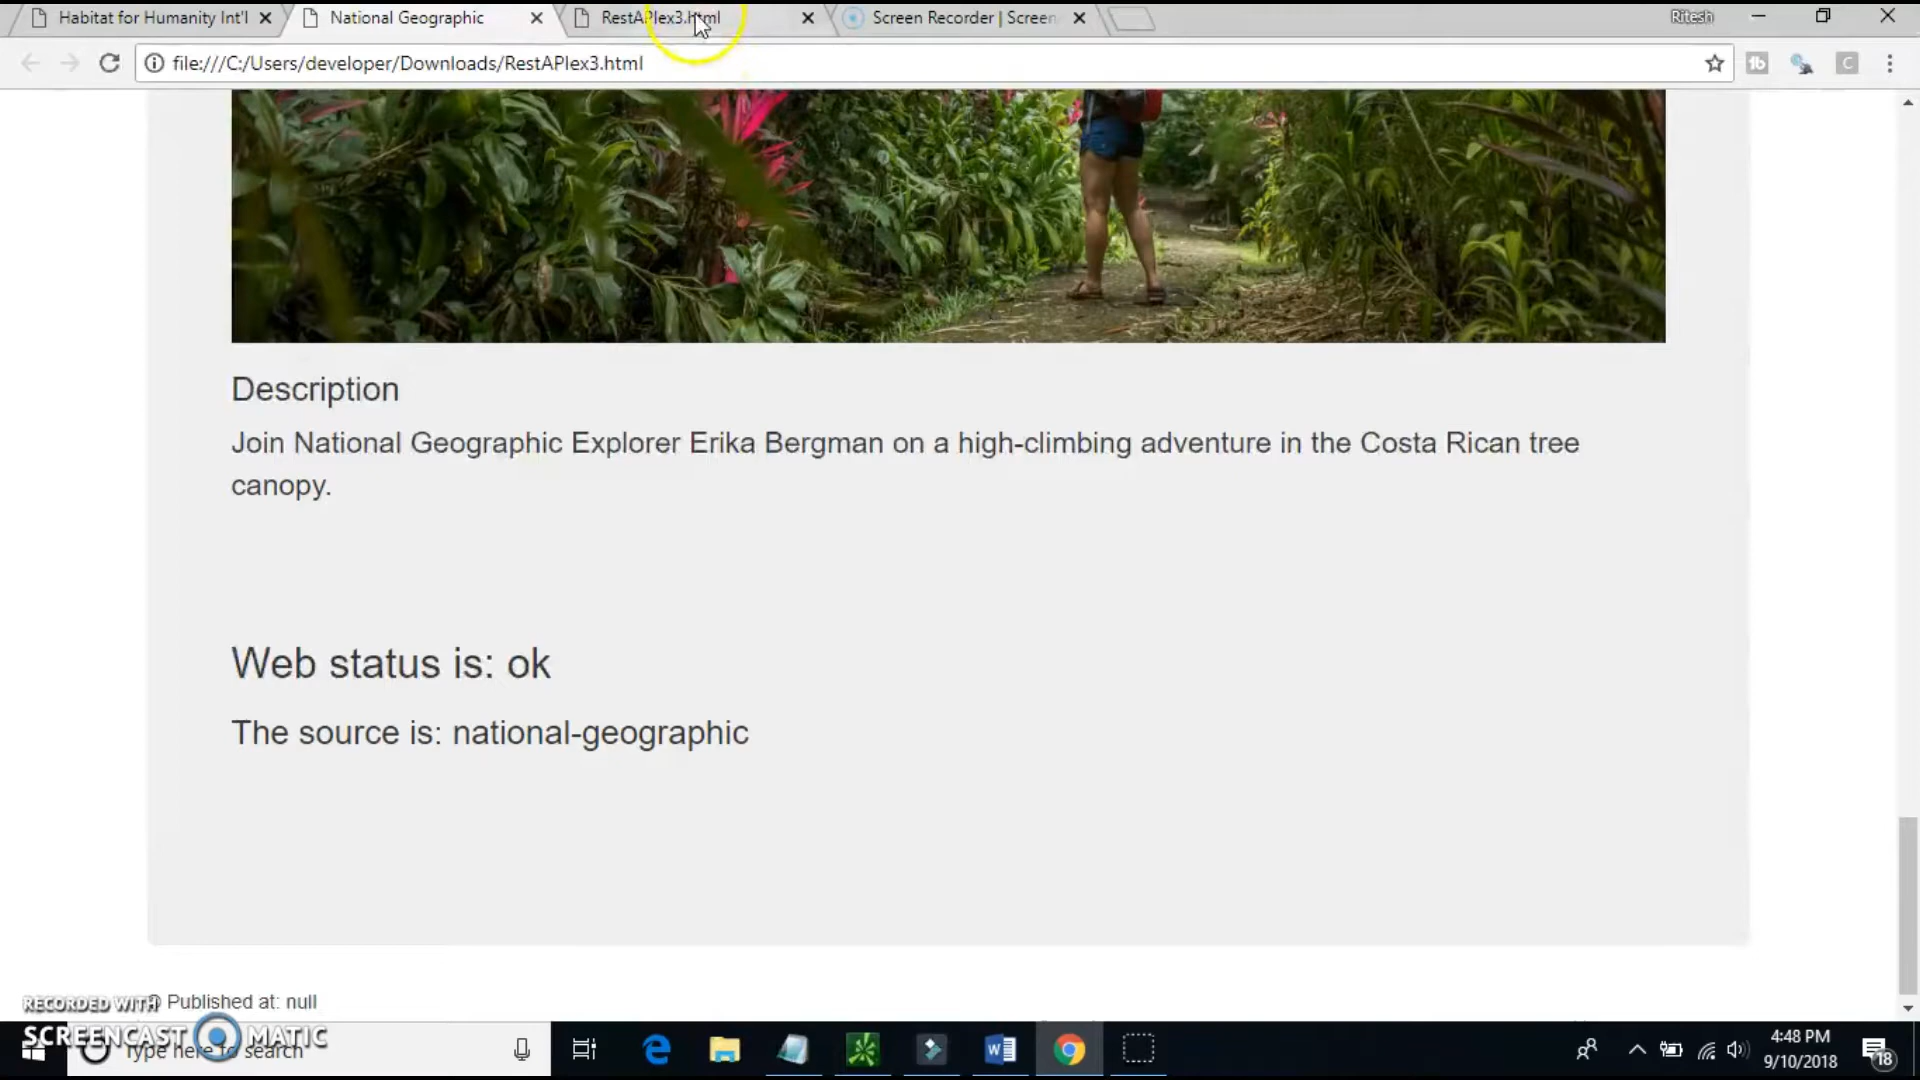 Habitat for Humanity Int'l
National Geographic
RestAPIex3.html
Screen Recorder | Screen
Ritesh
file:///C:/Users/developer/Downloads/RestAPIex3.html
Description
Join National Geographic Explorer Erika Bergman on a high-climbing adventure in the Costa Rican tree
canopy.
Web status is: ok
The source is: national-geographic
Published at: null
RECORDED WITH
SCREENCAST MATIC
Type here to search
4:48 PM
9/10/2018
18